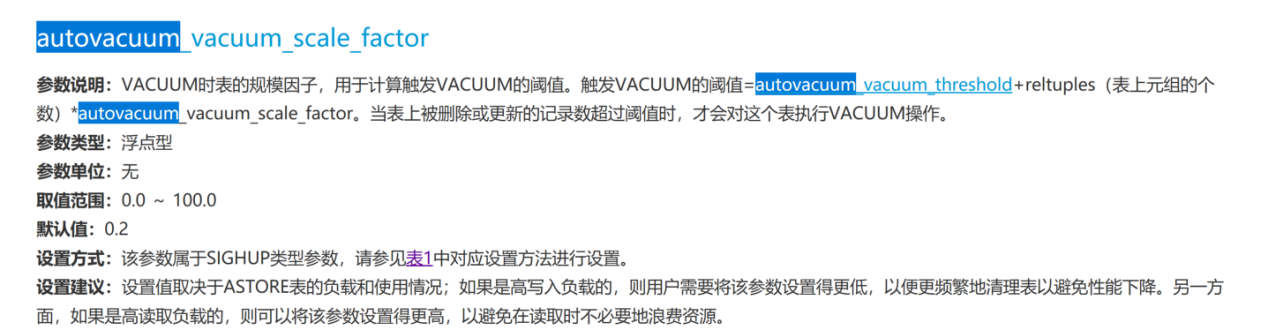 autovacuum_vacuum_scale_factor
参数说明：VACUUM时表的规模因子，用于计算触发VACUUM的阈值。触发VACUUM的阈值=autovacuum_vacuum_threshold+reltuples（表上元组的个
数）*autovacuum_vacuum_scale_factor。当表上被删除或更新的记录数超过阈值时，才会对这个表执行VACUUM操作。
参数类型：浮点型
参数单位：无
取值范围：0.0 ~ 100.0
默认值：0.2
设置方式：该参数属于SIGHUP类型参数，请参见表1中对应设置方法进行设置。
设置建议：设置值取决于ASTORE表的负载和使用情况；如果是高写入负载的，则用户需要将该参数设置得更低，以便更频繁地清理表以避免性能下降。另一方
面，如果是高读取负载的，则可以将该参数设置得更高，以避免在读取时不必要地浪费资源。